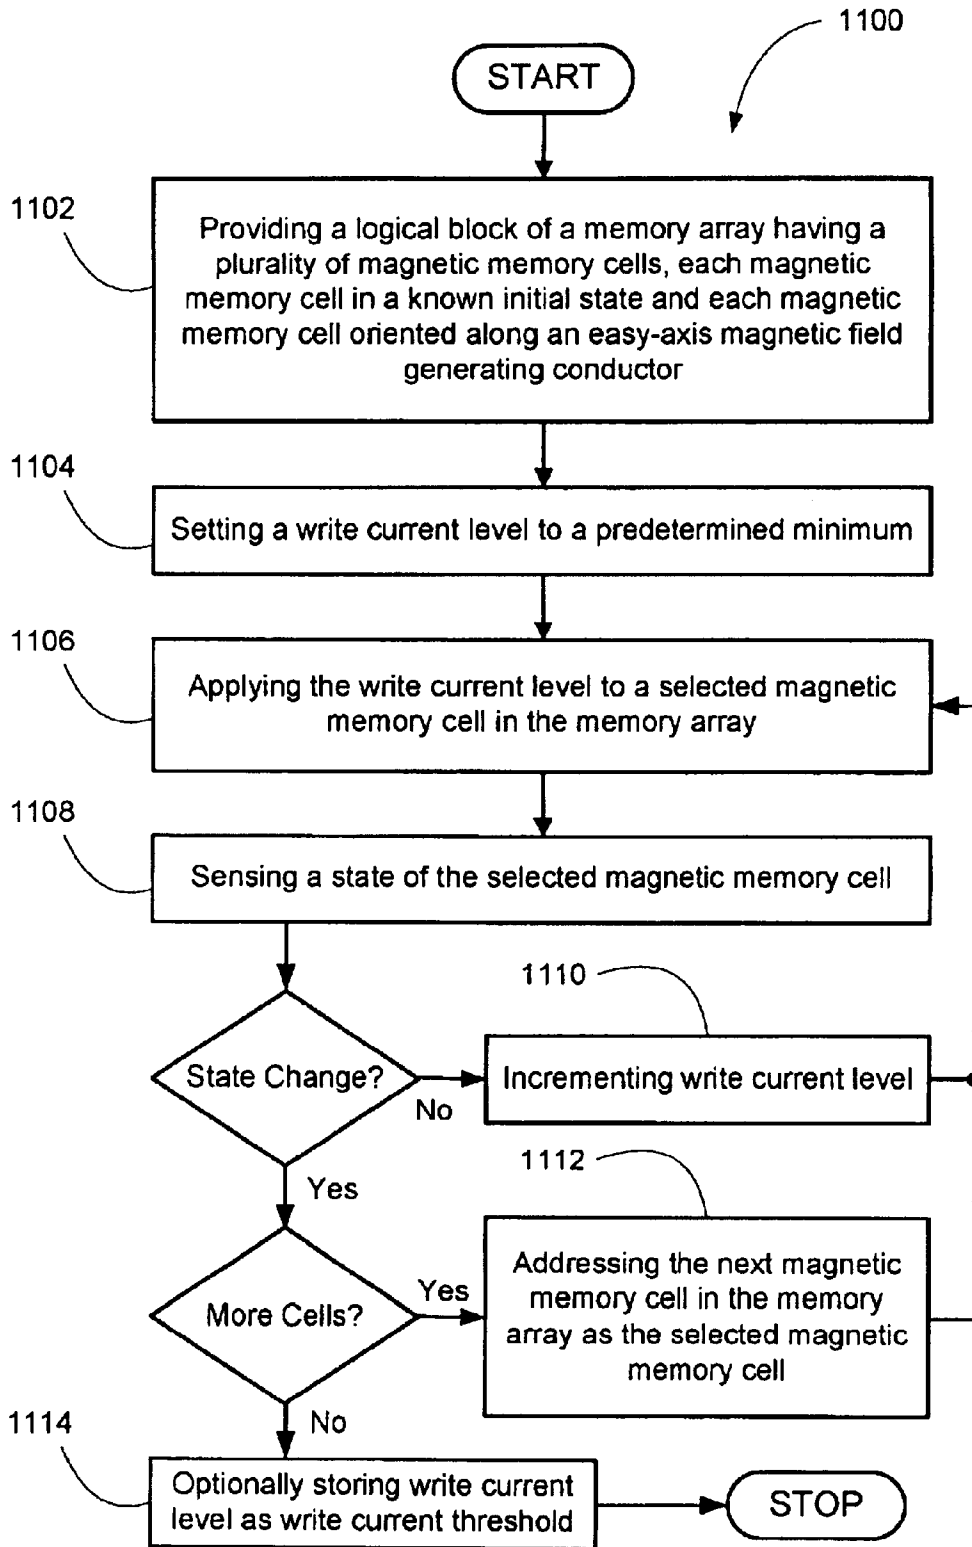 1100
START
1102
Providing a logical block of a memory array having a
plurality of magnetic memory cells, each magnetic
memory cell in a known initial state and each magnetic
memory cell oriented along an easy-axis magnetic field
generating conductor
1104
Setting a write current level to a predetermined minimum
1106
Applying the write current level to a selected magnetic
memory cell in the memory array
1108
Sensing a state of the selected magnetic memory cell
1110
State Change?
No
Incrementing write current level
Yes
1112
More Cells?
Yes
Addressing the next magnetic
memory cell in the memory
array as the selected magnetic
memory cell
No
1114
Optionally storing write current
level as write current threshold
STOP